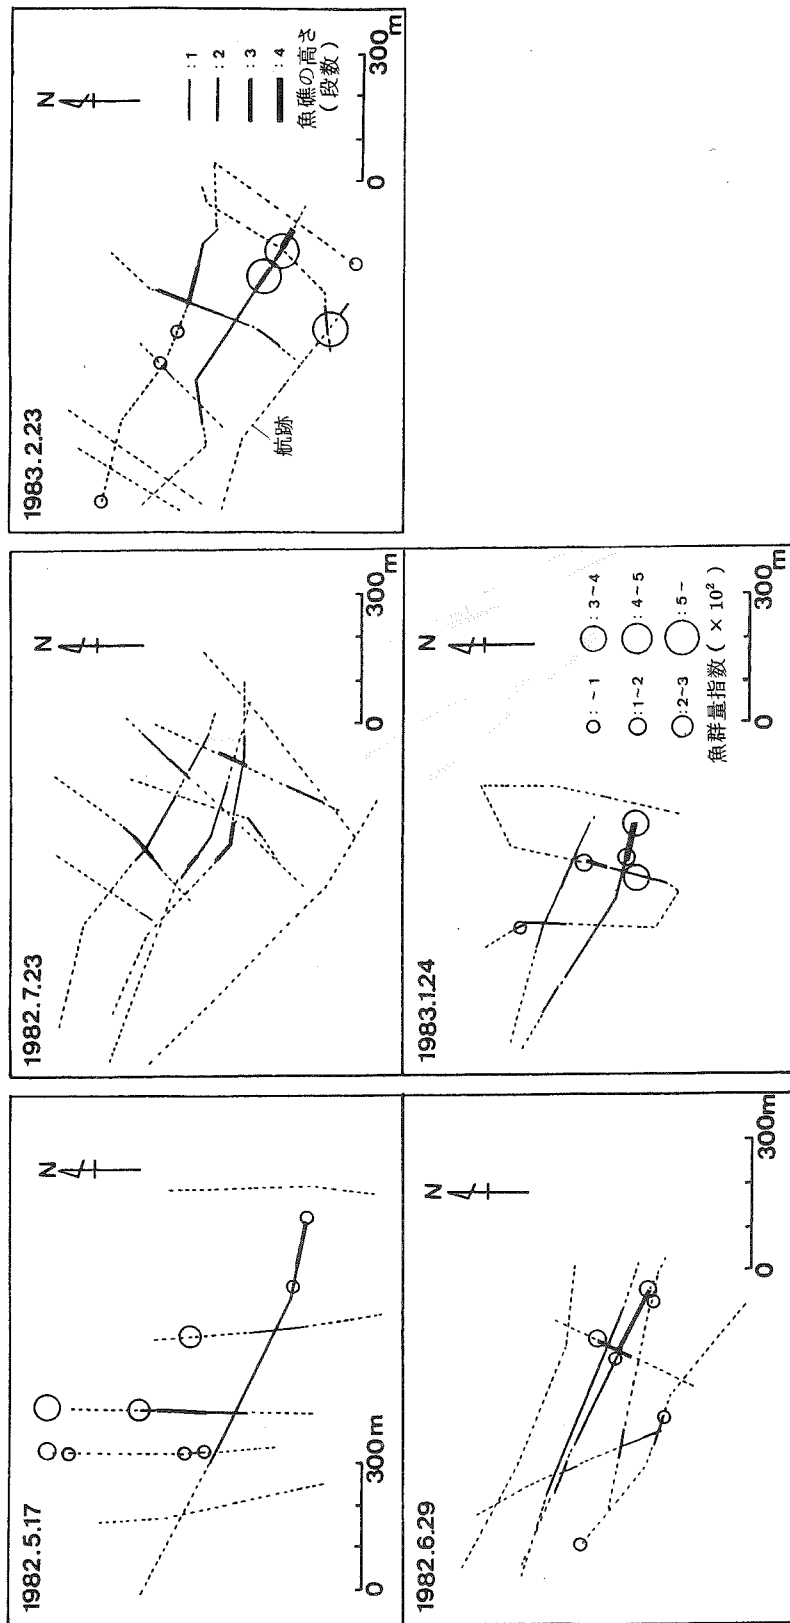 1982.5.17
N
0 300m
1982.6.29
N
0 300m
1982.7.23
N
0 300m
1983.1.24
N
○: ~1
○:1~2
○:2~3
○:3~4
○:4~5
○:5~
魚群量指数(×10²)
0 300m
1983.2.23
N
航跡
:1
:2
:3
:4
魚礁の高さ
(段数)
0 300m